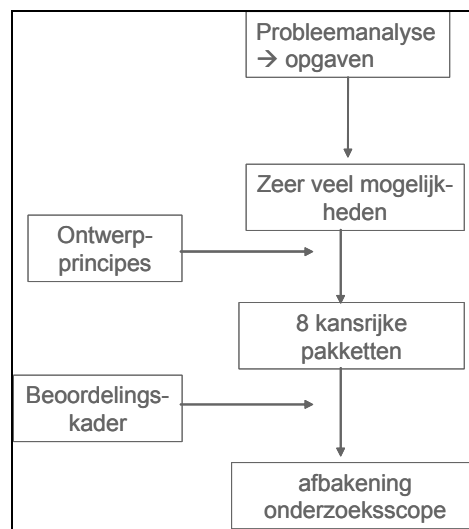 Probleemanalyse
→ opgaven
Zeer veel mogelijk-
heden
Ontwerp-
principes
8 kansrijke
pakketten
Beoordelings-
kader
afbakening
onderzoeksscope